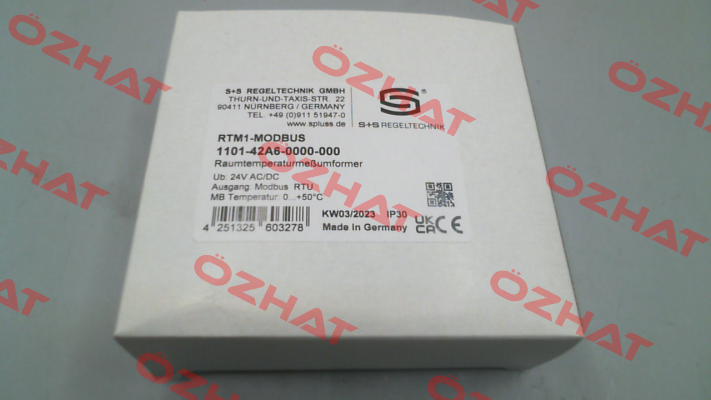 S+S REGELTECHNIK GMBH
THURN-UND-TAXIS-STR. 22
90411 NÜRNBERG / GERMANY
TEL. +49 (0)911 51947-0
www.spluss.de
S
®
S+S REGELTECHNIK
RTM1-MODBUS
1101-42A6-0000-000
Raumtemperaturmeßumformer
Ub: 24V AC/DC
Ausgang: Modbus RTU
MB Temperatur: 0...+50°C
KW03/2023 IP30
Made in Germany
UK
CA CE
4 251325 603278
ÖZHAT
ÖZHAT
ÖZHAT
ÖZHAT
ÖZHAT
ÖZHAT
ÖZHAT
ÖZHAT
ÖZHAT